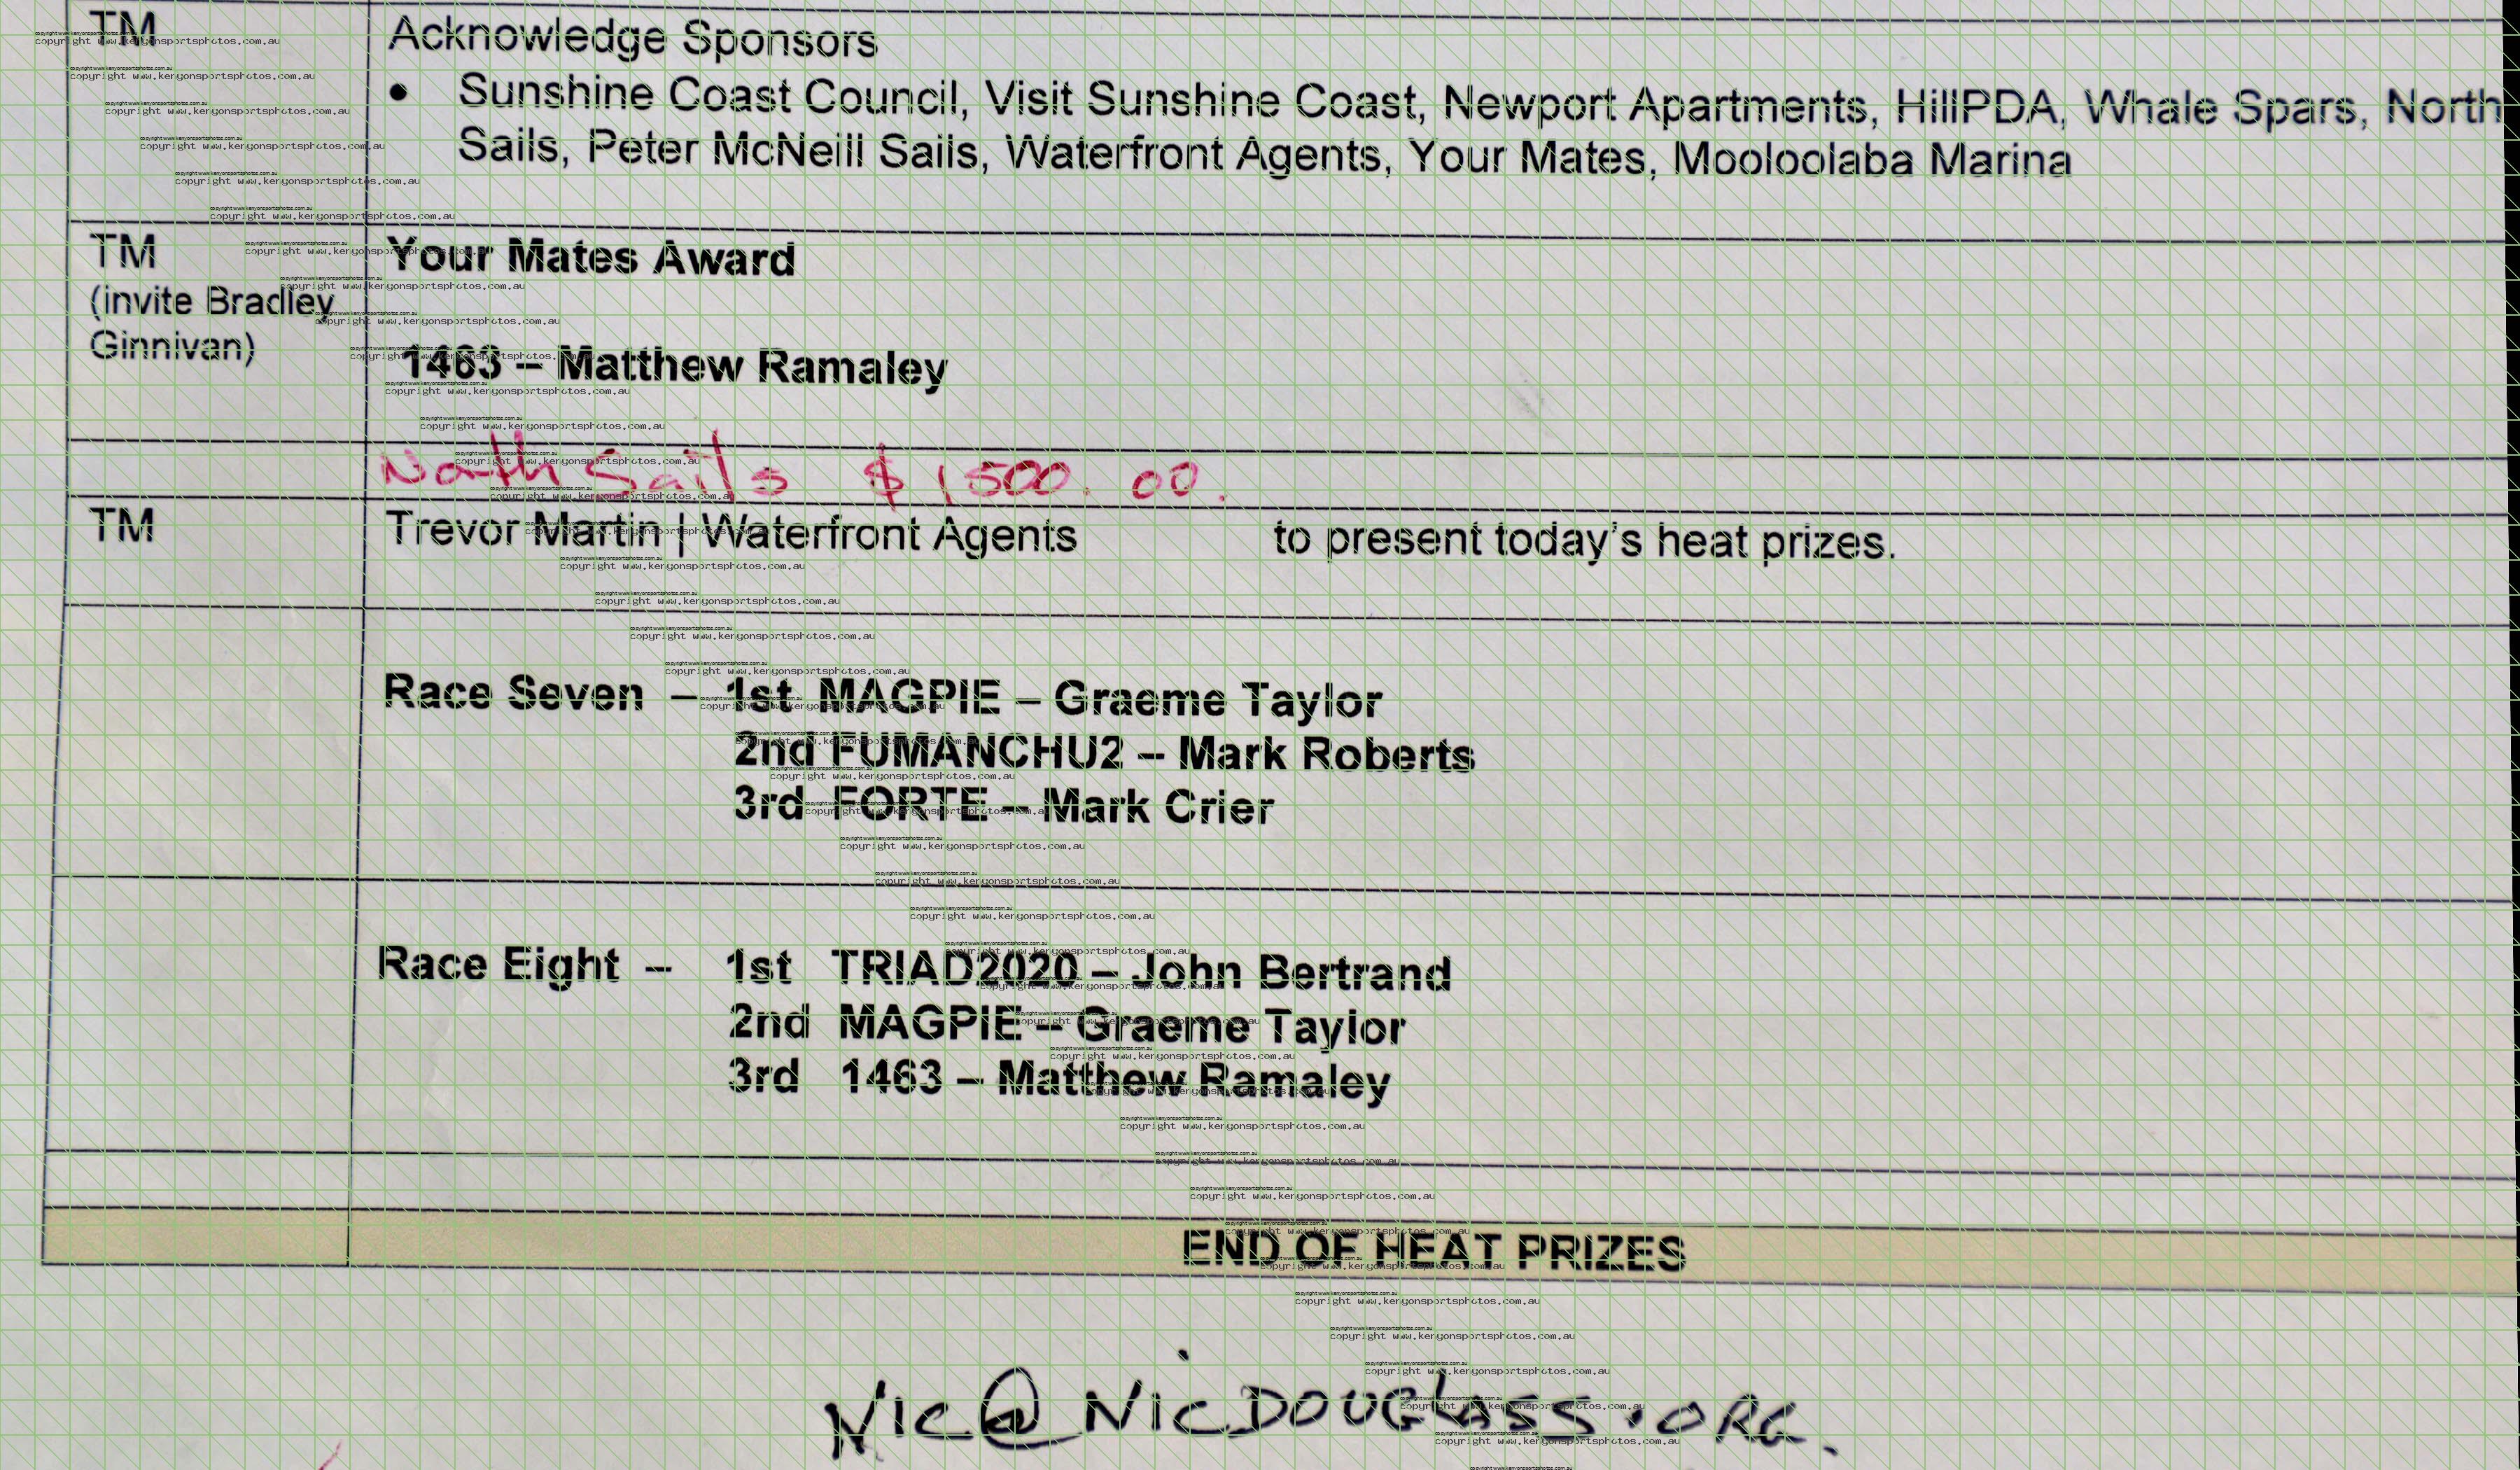 TM
Acknowledge Sponsors
• Sunshine Coast Council, Visit Sunshine Coast, Newport Apartments, HillPDA, Whale Spars, North
Sails, Peter McNeill Sails, Waterfront Agents, Your Mates, Mooloolaba Marina
TM
(invite Bradley
Ginnivan)
Your Mates Award
1463 – Matthew Ramaley
North Sails $1500.00.
TM
Trevor Martin | Waterfront Agents to present today's heat prizes.
Race Seven – 1st MAGPIE – Graeme Taylor
2nd FUMANCHU2 – Mark Roberts
3rd FORTE – Mark Crier
Race Eight – 1st TRIAD2020 – John Bertrand
2nd MAGPIE – Graeme Taylor
3rd 1463 – Matthew Ramaley
END OF HEAT PRIZES
NIC@NICDOUGLASS.ORG.
copyright www.kenyonsportsphotos.com.au